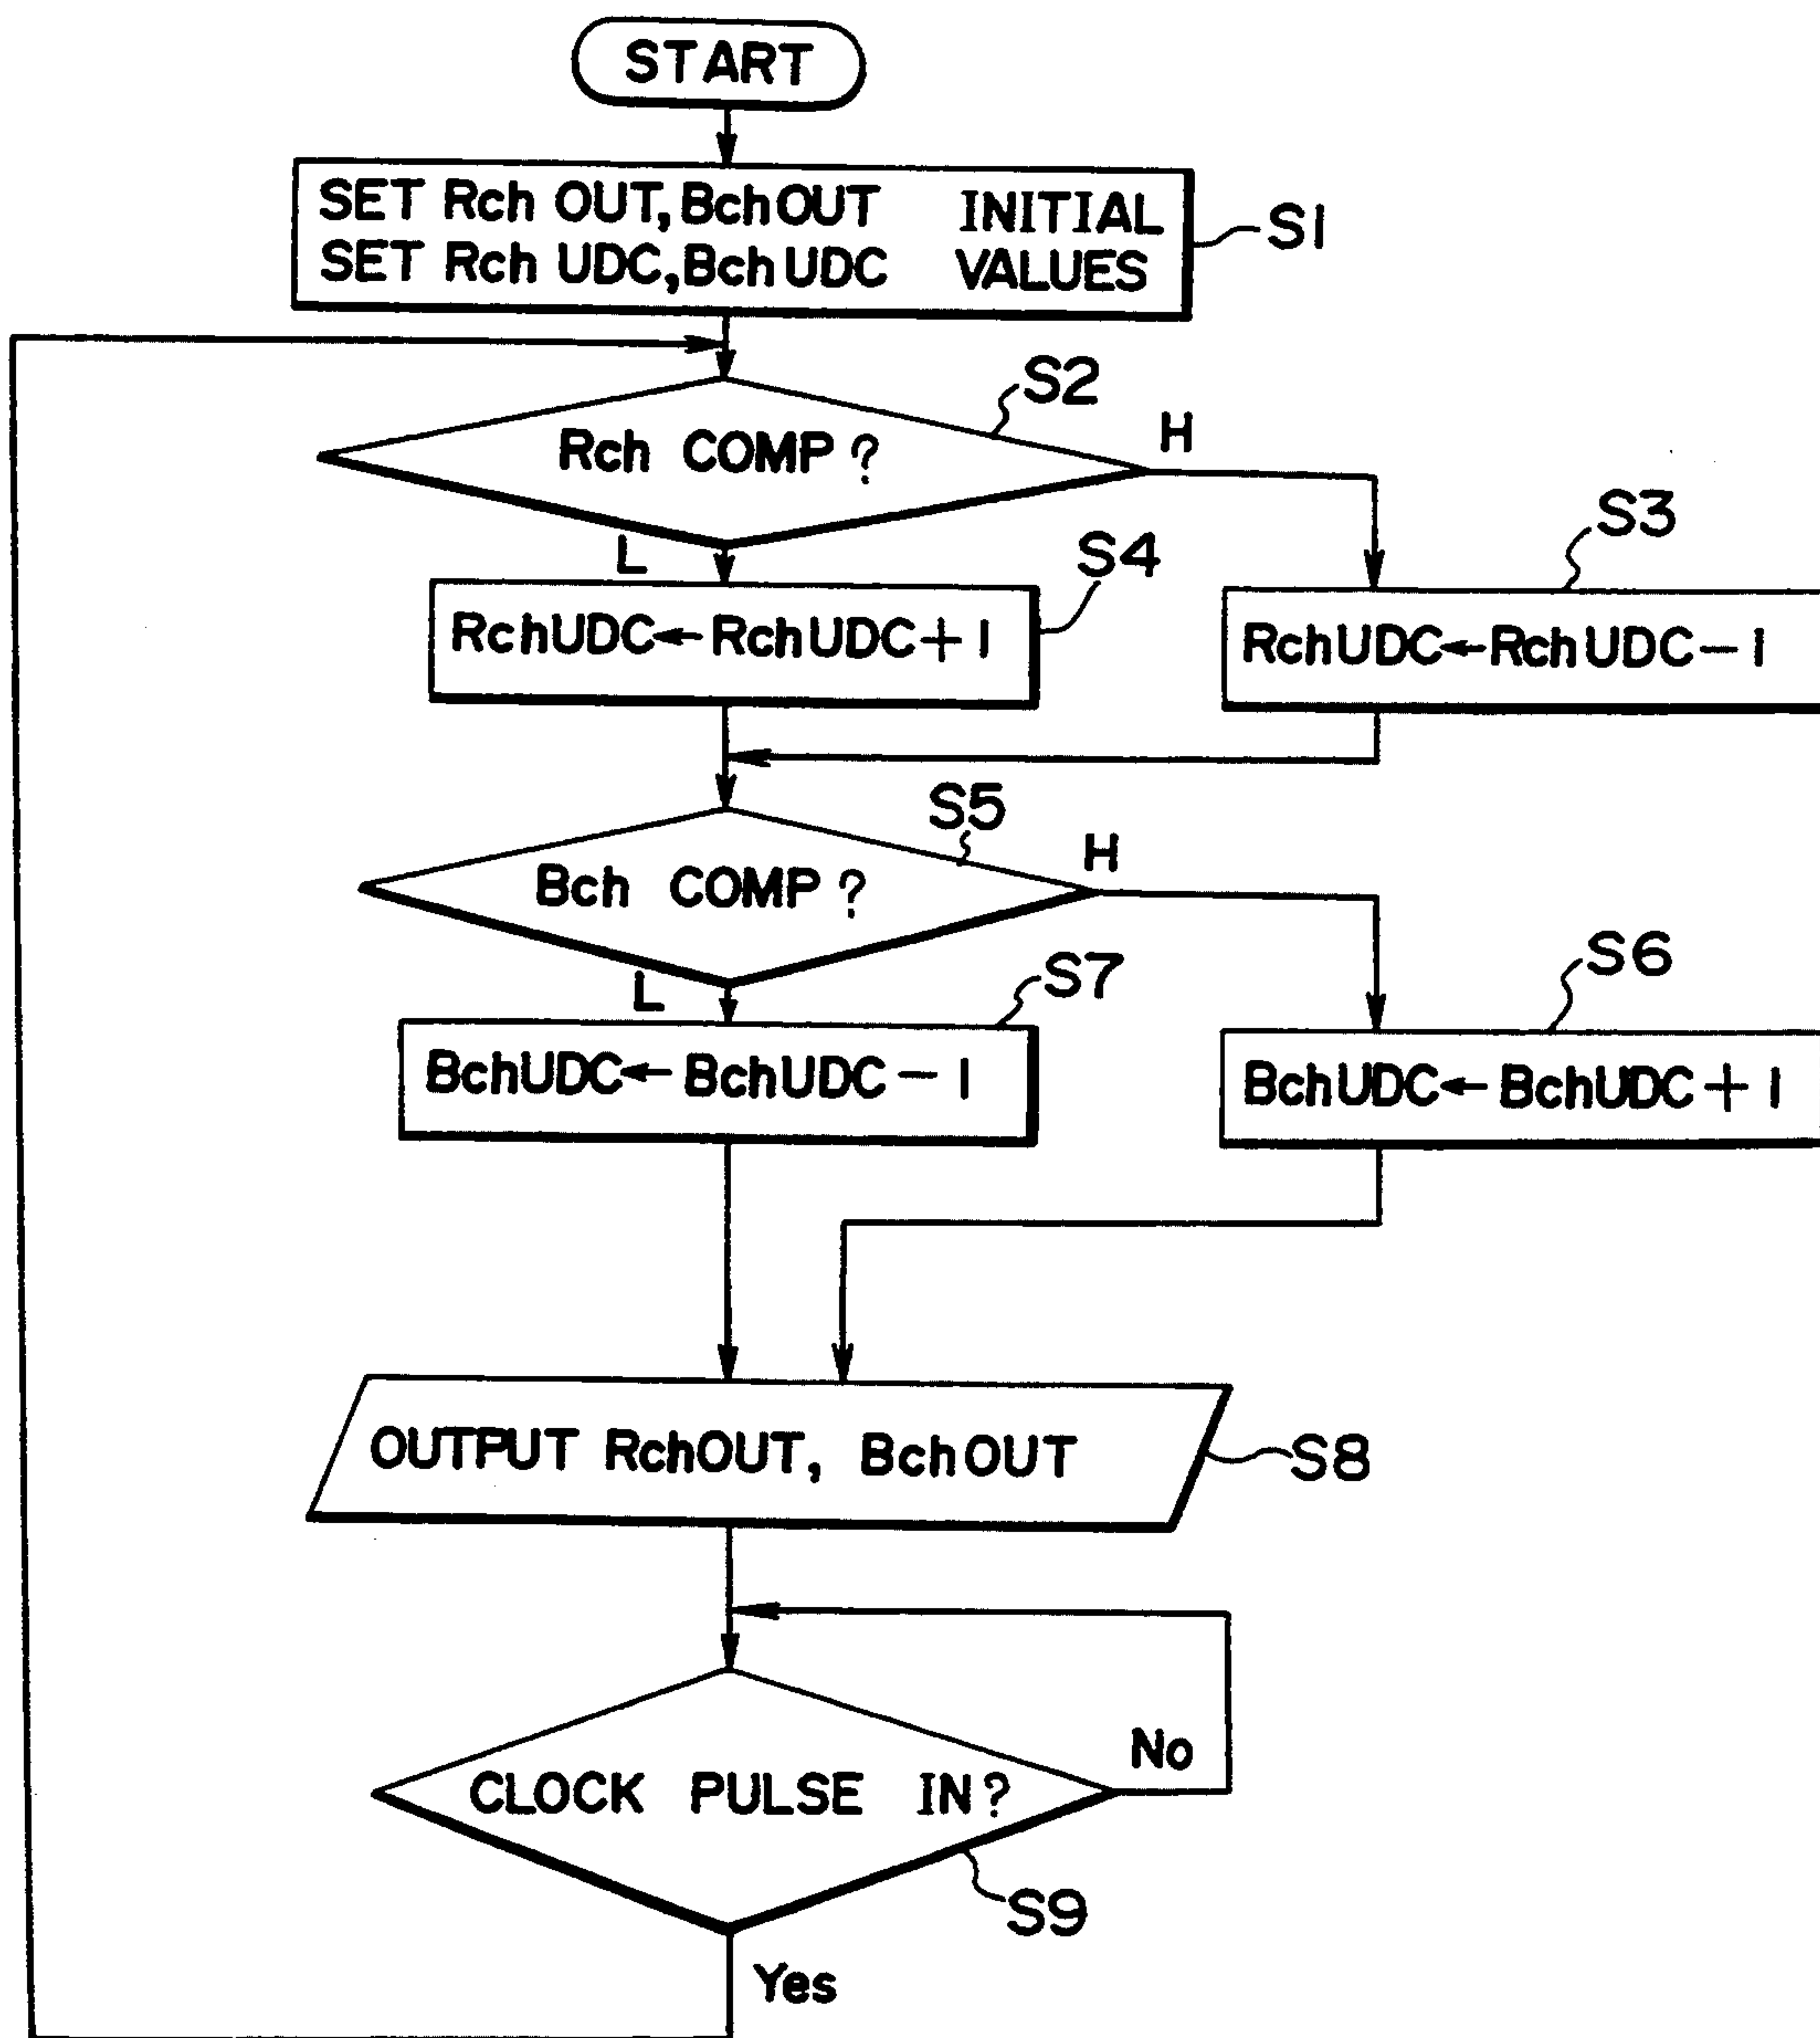 START
SET Rch OUT, Bch OUT INITIAL
SET Rch UDC, Bch UDC VALUES
S1
S2
Rch COMP?
H
L
S3
S4
RchUDC←RchUDC+1
RchUDC←RchUDC−1
S5
Bch COMP?
H
L
S6
S7
BchUDC←BchUDC−1
BchUDC←BchUDC+1
OUTPUT RchOUT, BchOUT
S8
No
CLOCK PULSE IN?
S9
Yes